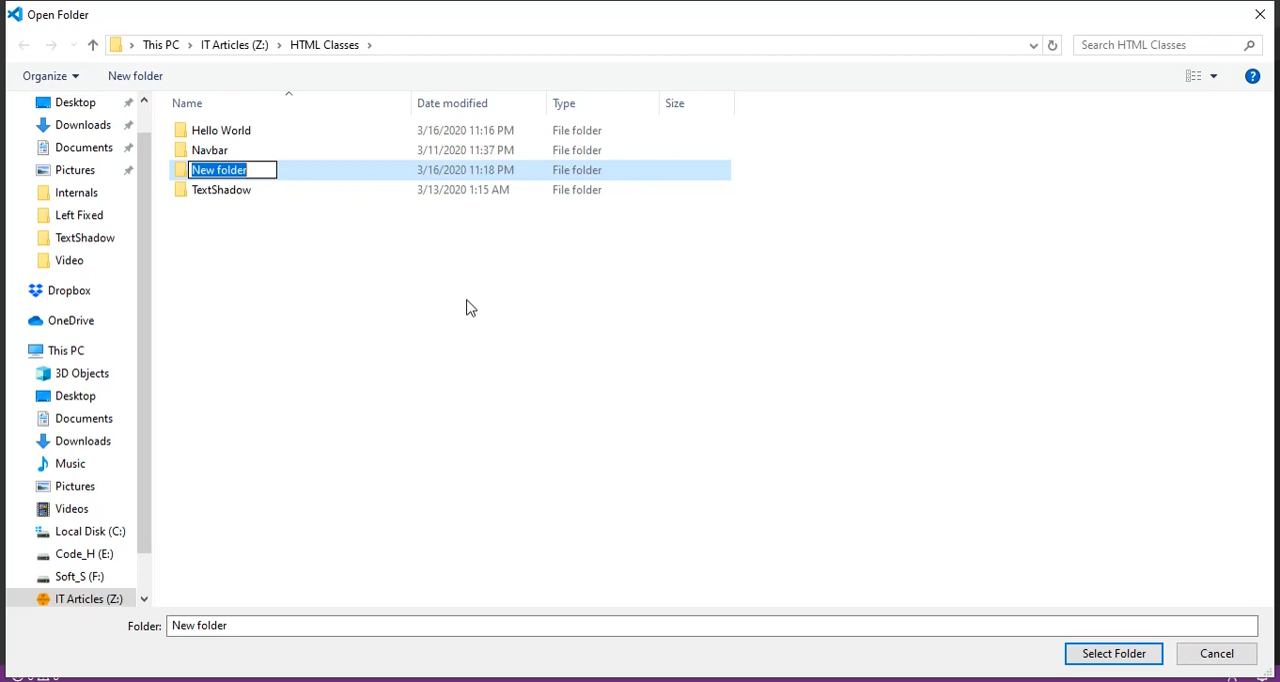 Open Folder
This PC > IT Articles (Z:) > HTML Classes >
Search HTML Classes
Organize
New folder
?
Name
Date modified
Type
Size
Desktop
Downloads
Documents
Pictures
Internals
Left Fixed
TextShadow
Video
Dropbox
OneDrive
This PC
3D Objects
Desktop
Documents
Downloads
Music
Pictures
Videos
Local Disk (C:)
Code_H (E:)
Soft_S (F:)
IT Articles (Z:)
Hello World 3/16/2020 11:16 PM File folder
Navbar 3/11/2020 11:37 PM File folder
New folder 3/16/2020 11:18 PM File folder
TextShadow 3/13/2020 1:15 AM File folder
Folder: New folder
Select Folder
Cancel